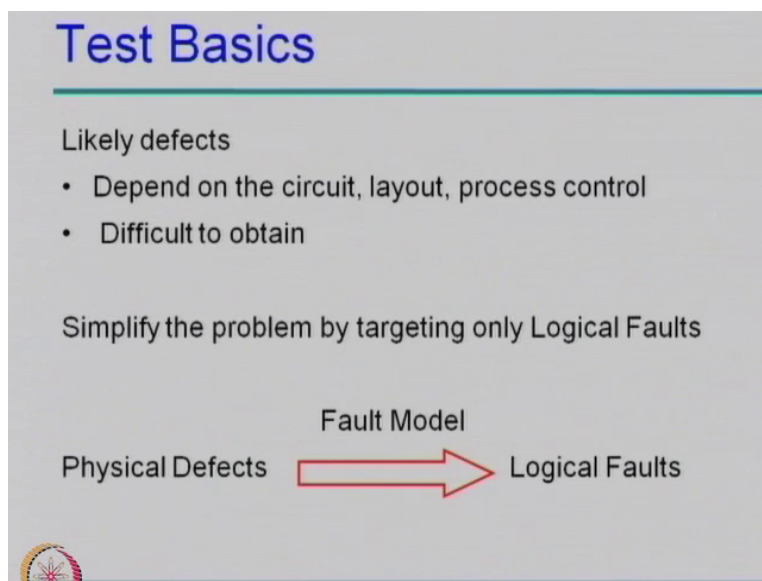 Test Basics
Likely defects
• Depend on the circuit, layout, process control
• Difficult to obtain
Simplify the problem by targeting only Logical Faults
Fault Model
Physical Defects
Logical Faults